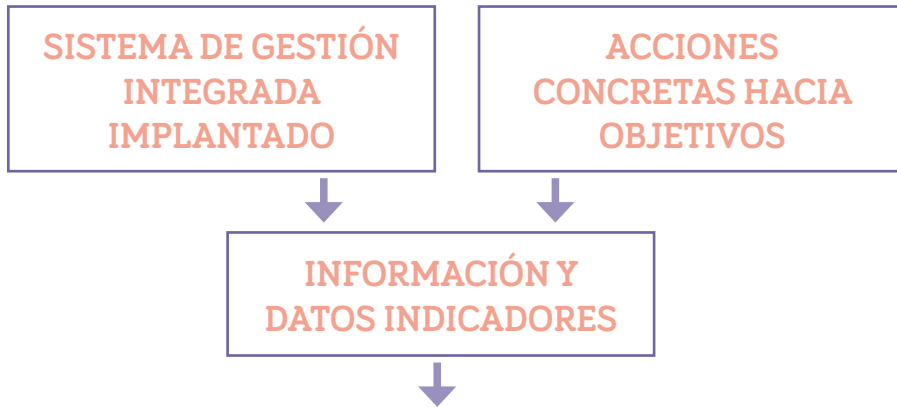 SISTEMA DE GESTIÓN
INTEGRADA
IMPLANTADO
ACCIONES
CONCRETAS HACIA
OBJETIVOS
INFORMACIÓN Y
DATOS INDICADORES